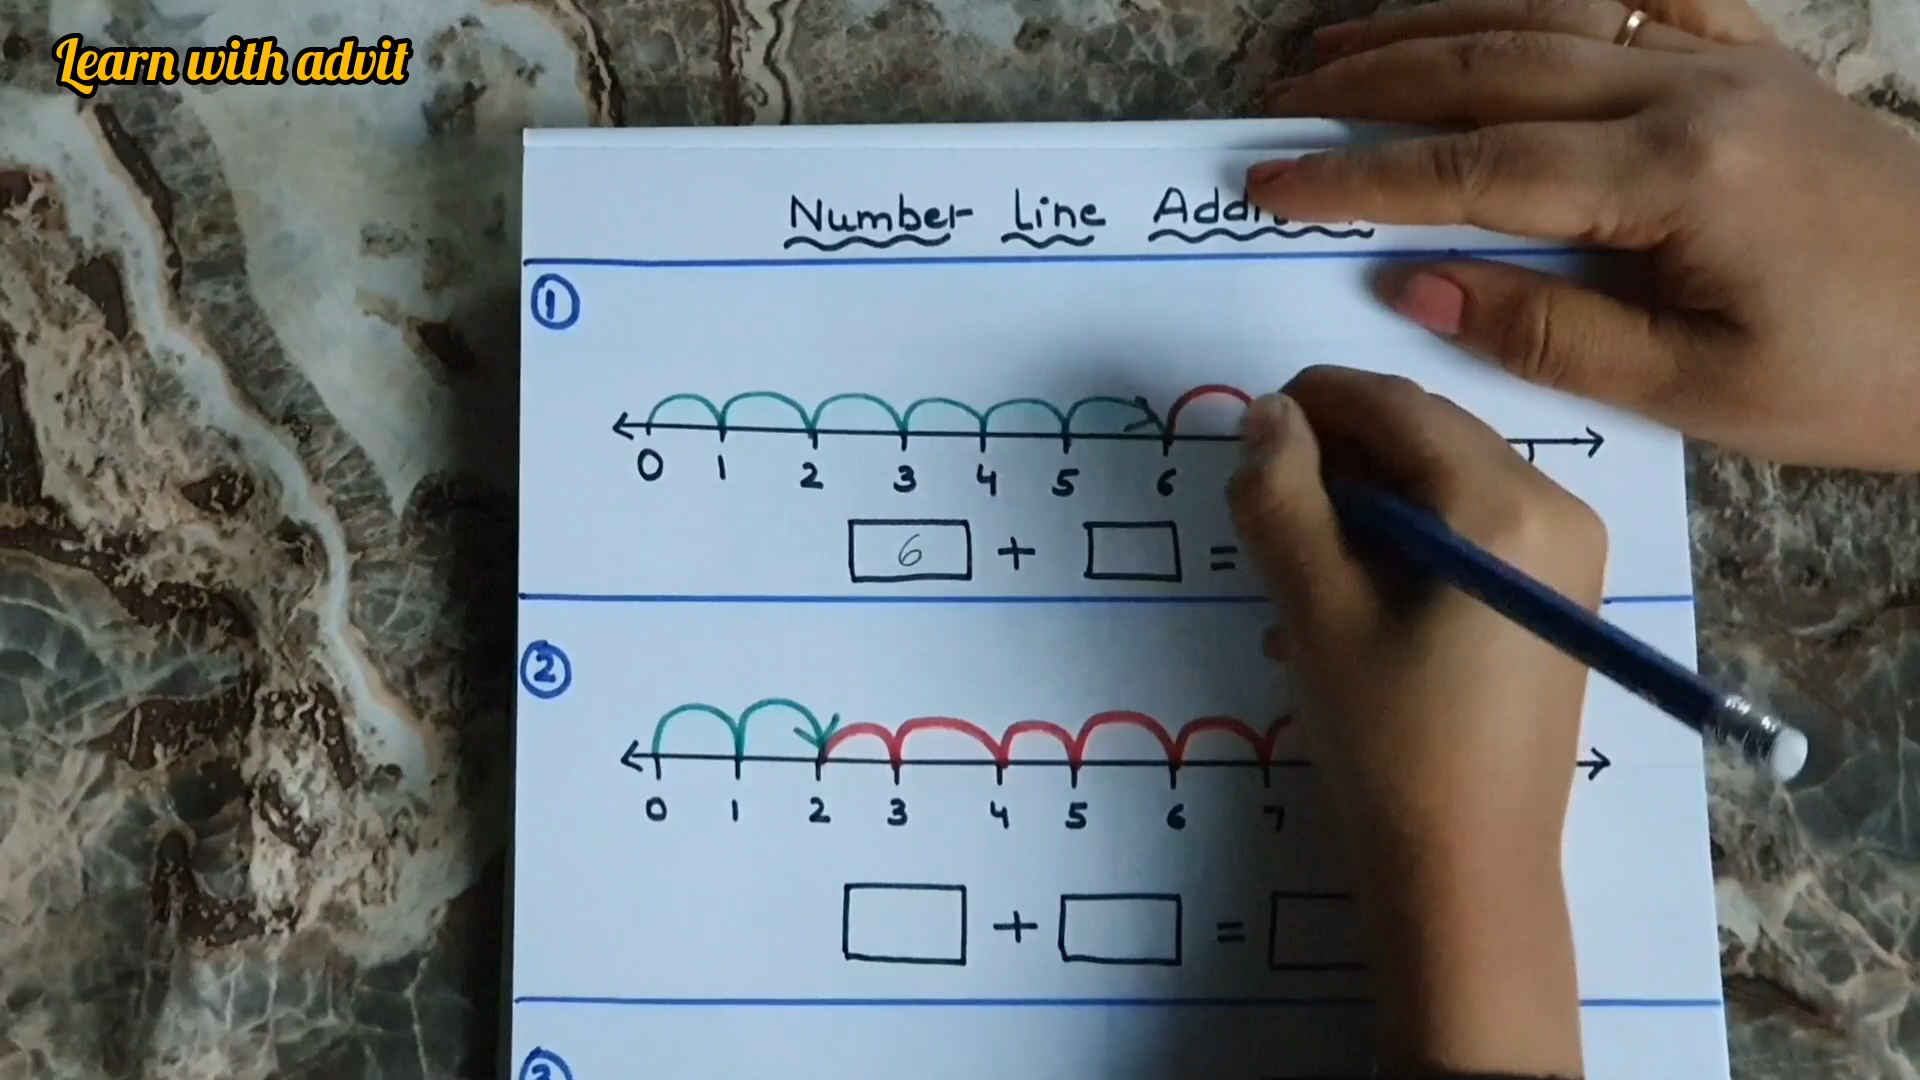 Learn with advit
Number Line
1
0 1 2 3 4 5 6
6 + =
2
0 1 2 3 4 5 6 7
+ =